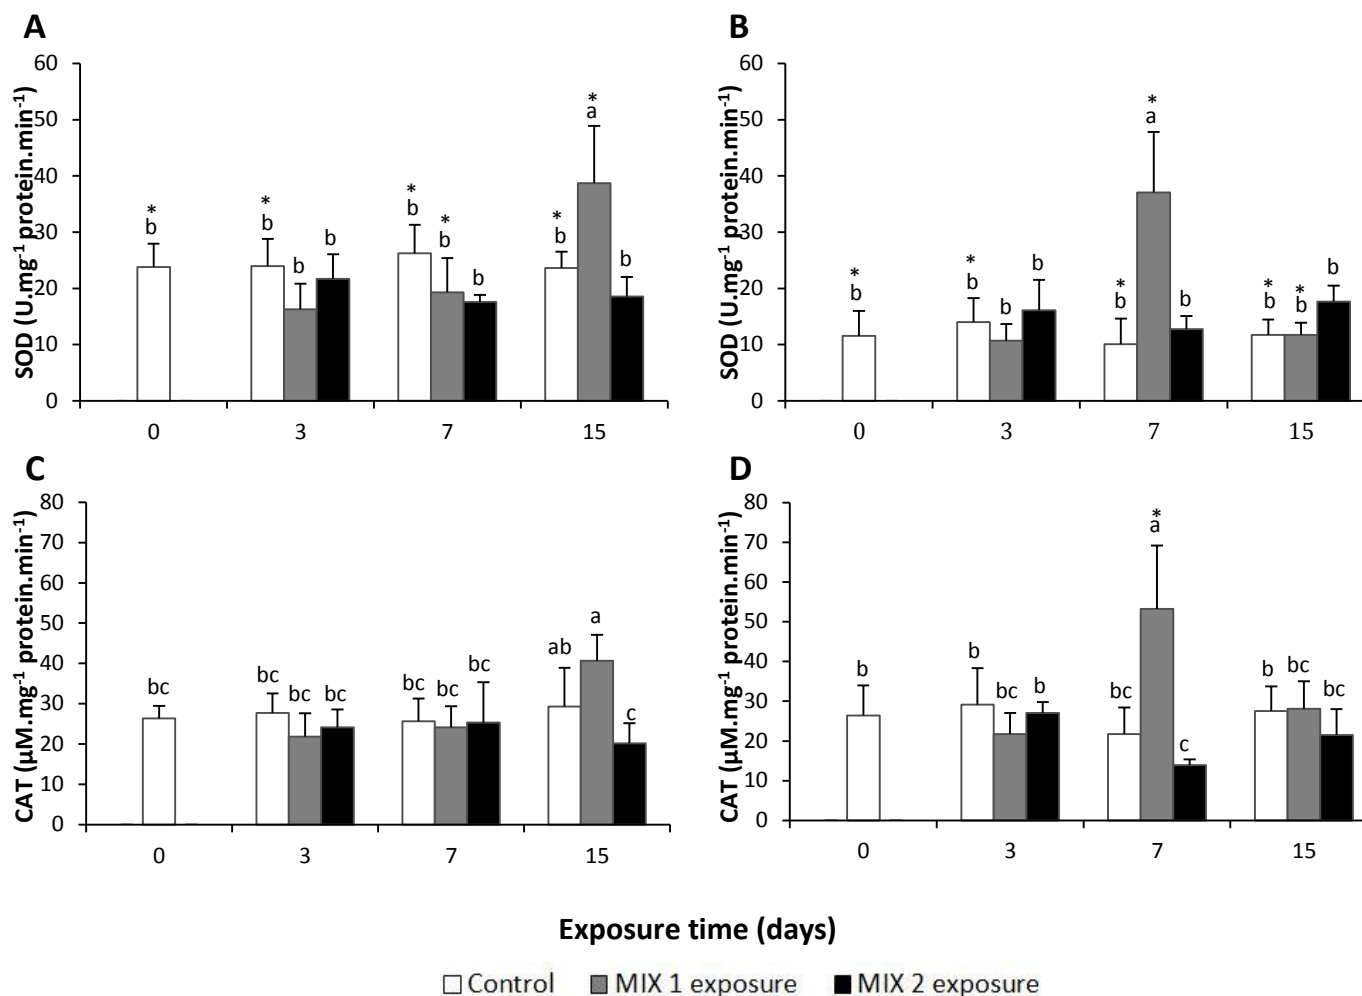 A
SOD (U.mg-1 protein.min-1)
60
50
40
30
20
10
0
* b
* b
b
b
* b
* b
b
* b
* a
b
0 3 7 15
B
SOD (U.mg-1 protein.min-1)
60
50
40
30
20
10
0
* b
* b
b
b
* b
* a
b
* b
* b
b
0 3 7 15
C
CAT (µM.mg-1 protein.min-1)
80
70
60
50
40
30
20
10
0
bc
bc
bc
bc
bc
bc
bc
ab
a
c
0 3 7 15
D
CAT (µM.mg-1 protein.min-1)
80
70
60
50
40
30
20
10
0
b
b
bc
b
bc
* a
c
b
bc
bc
0 3 7 15
Exposure time (days)
Control MIX 1 exposure MIX 2 exposure